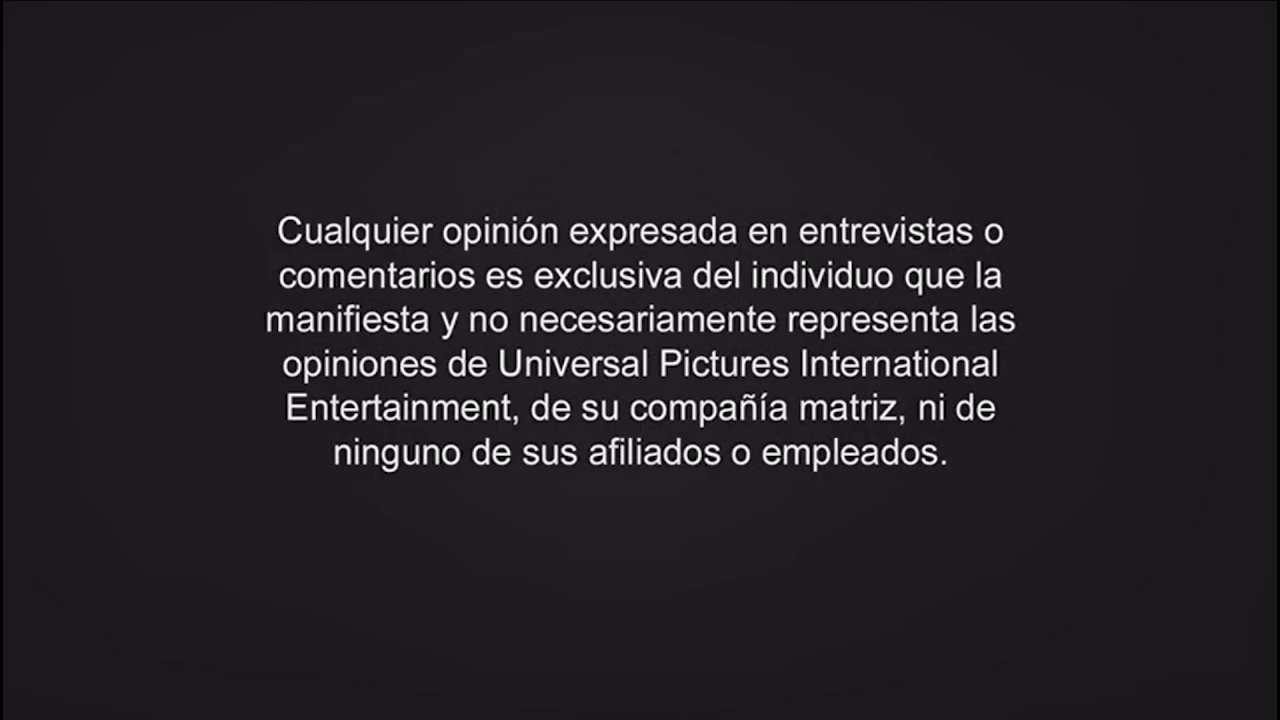 Cualquier opinión expresada en entrevistas o
comentarios es exclusiva del individuo que la
manifiesta y no necesariamente representa las
opiniones de Universal Pictures International
Entertainment, de su compañía matriz, ni de
ninguno de sus afiliados o empleados.